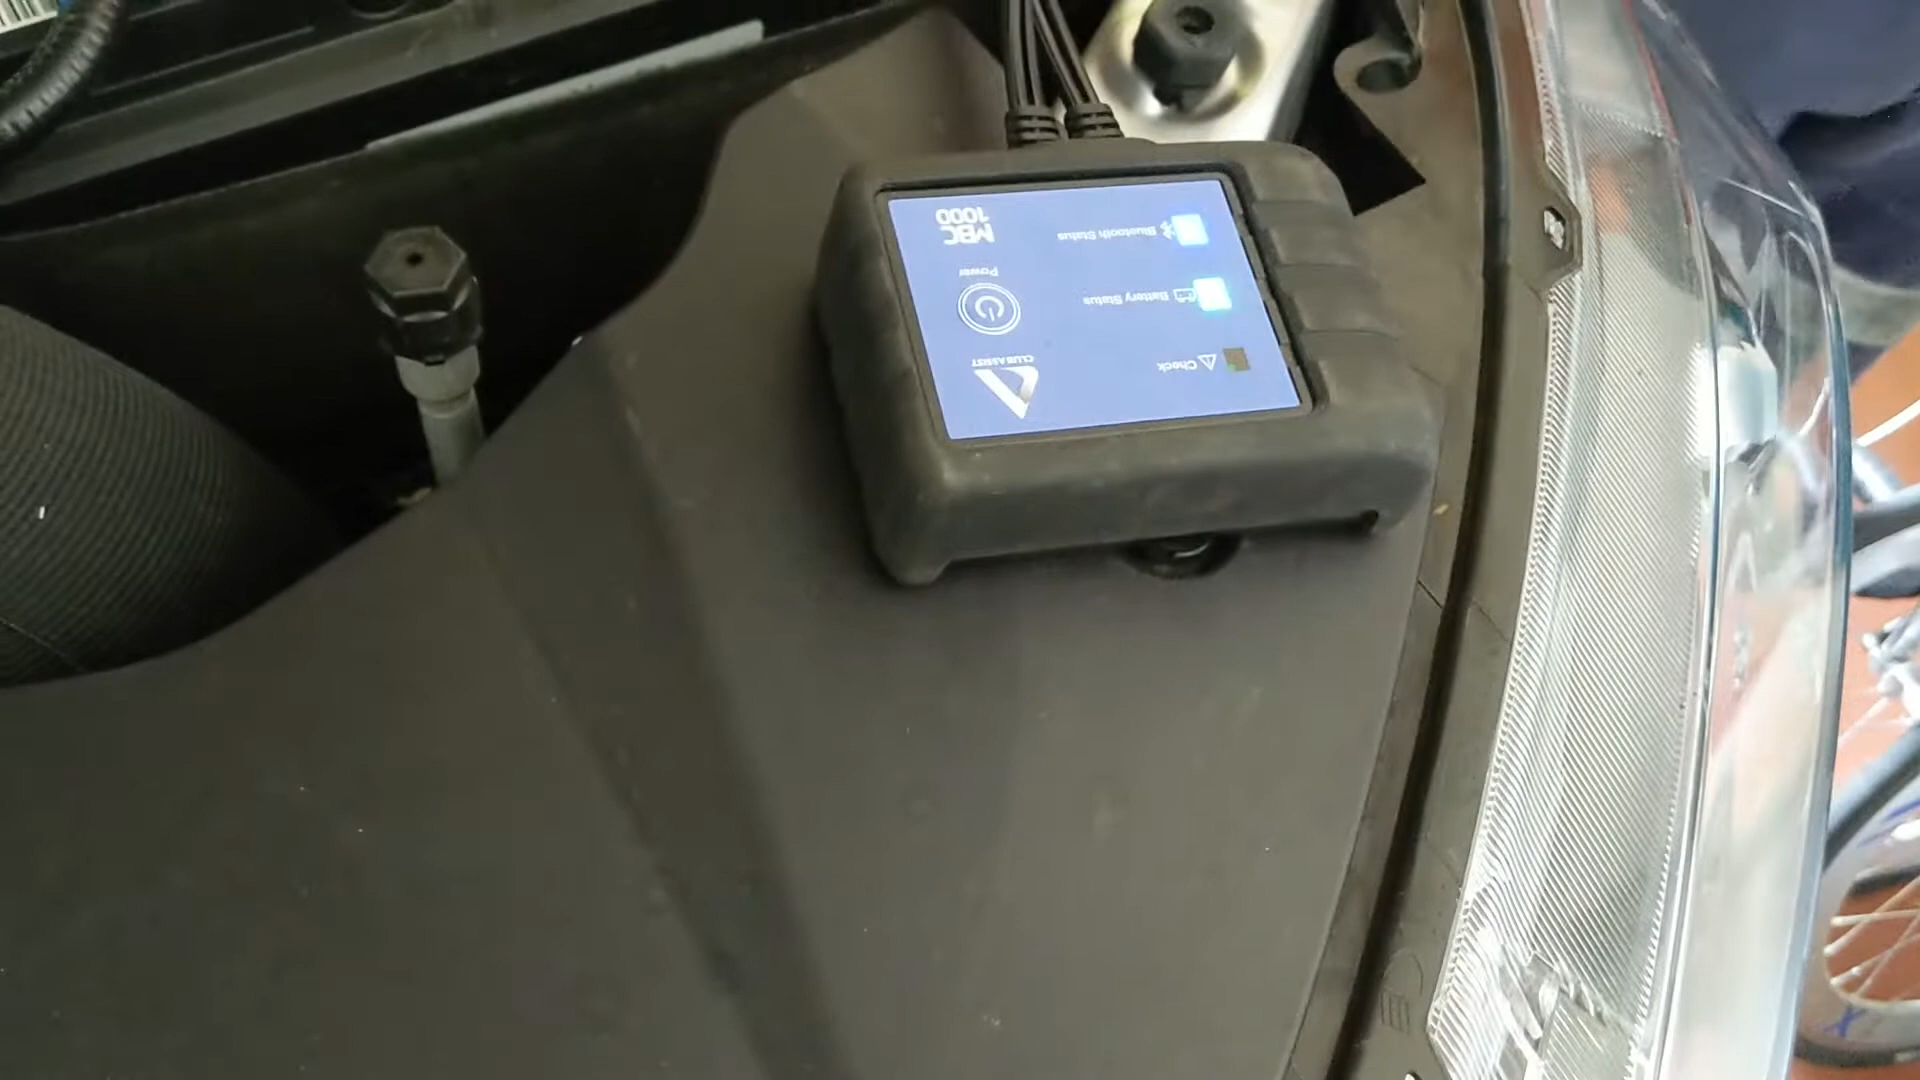 CLUB ASSIST
Check
Power
Battery Status
MBC
1000
Bluetooth Status